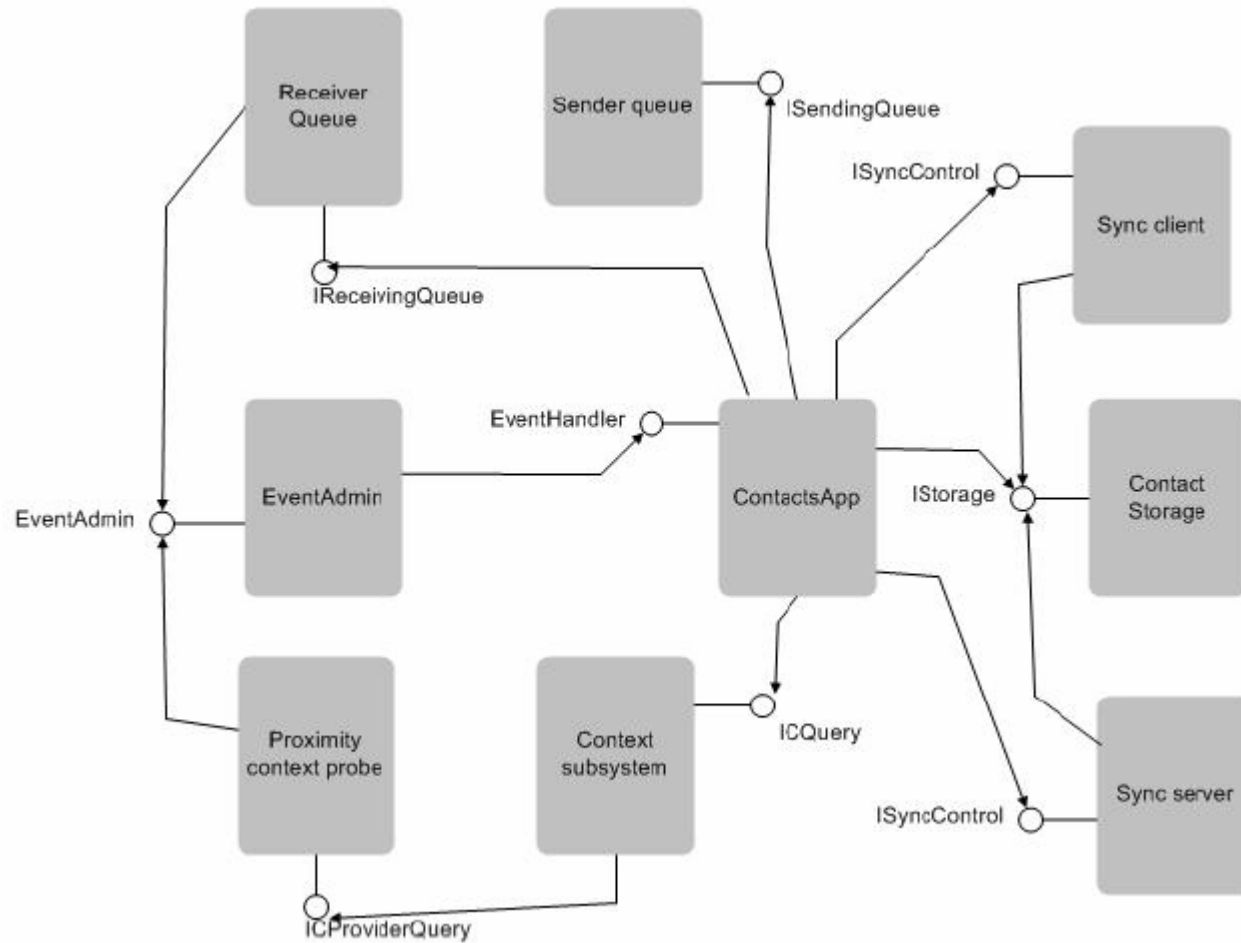 Receiver
Queue
Sender queue
ISendingQueue
ISyncControl
Sync client
IReceivingQueue
EventHandler
EventAdmin
EventAdmin
ContactsApp
IStorage
Contact
Storage
Proximity
context probe
Context
subsystem
ICQuery
ISyncControl
Sync server
ICProviderQuery